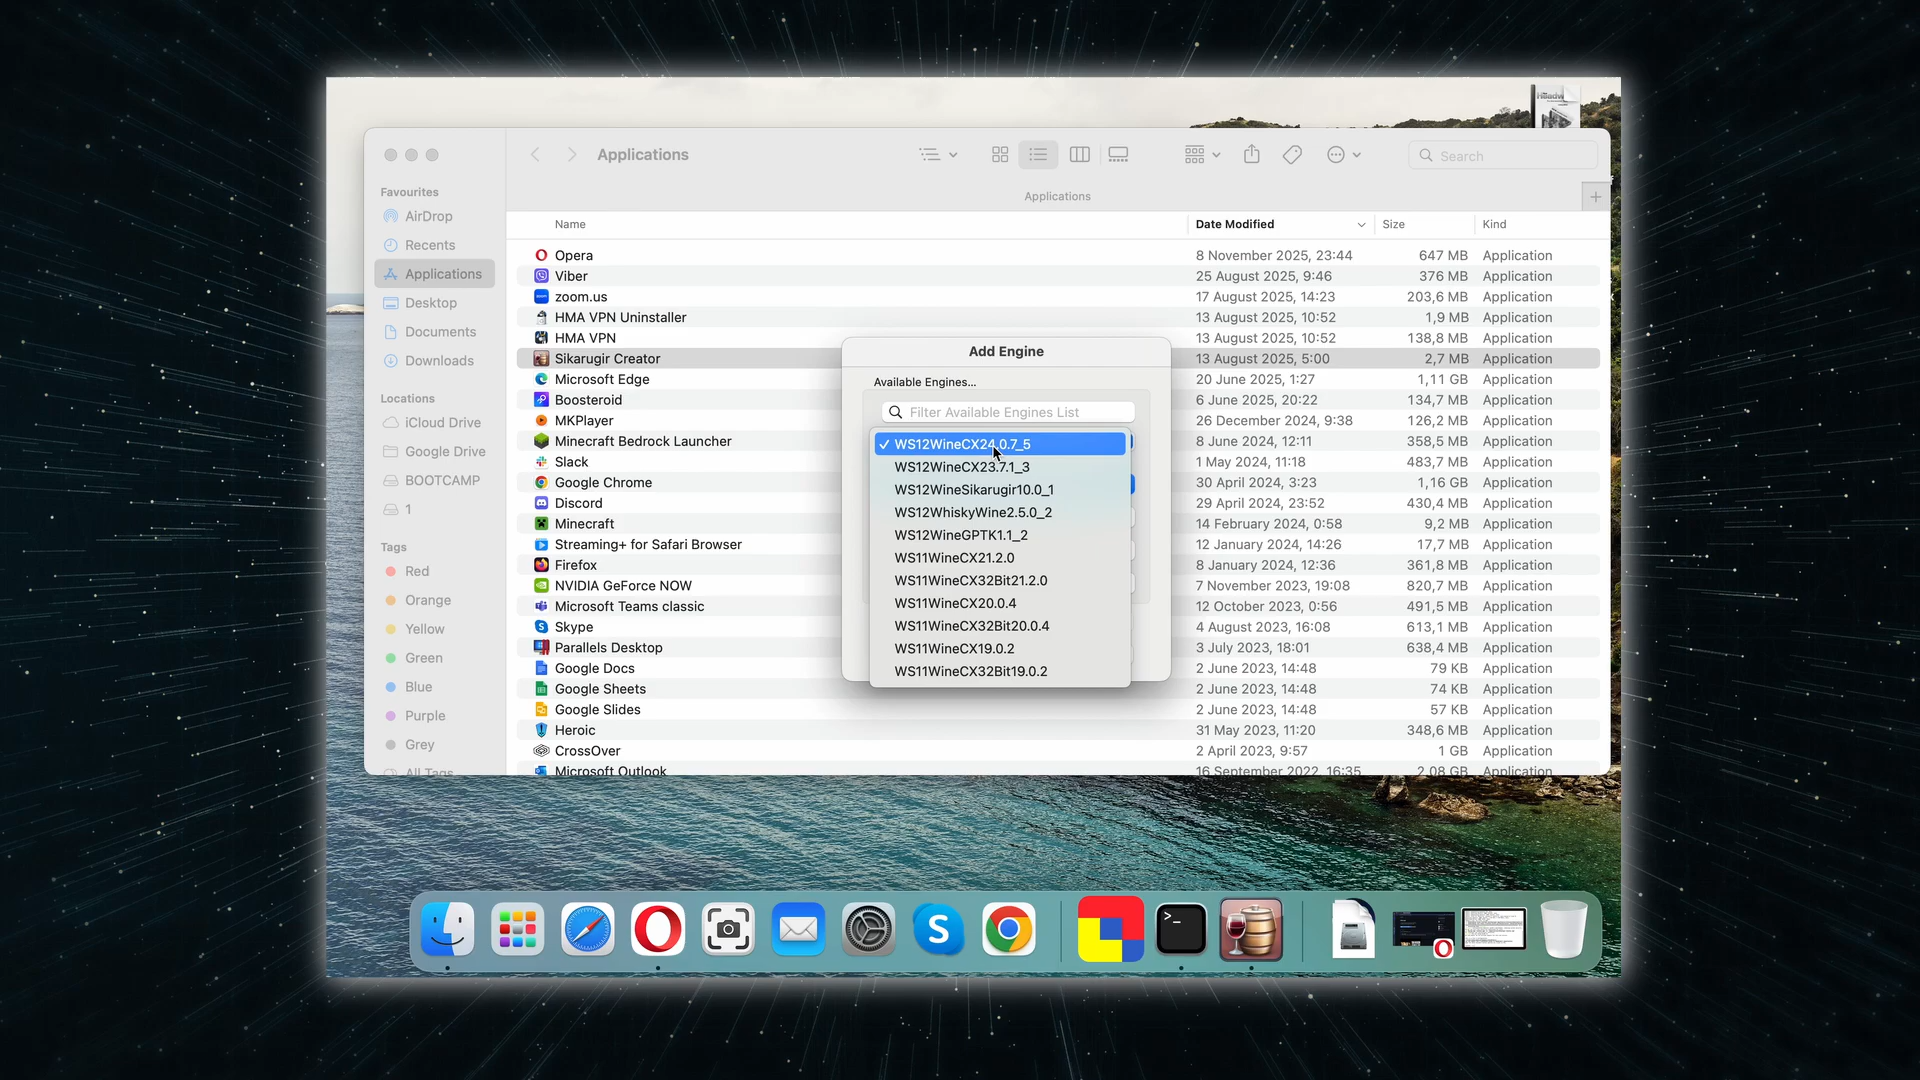 Headw
Applications
Search
Applications
Favourites
AirDrop
Recents
Applications
Desktop
Documents
Downloads
Locations
iCloud Drive
Google Drive
BOOTCAMP
1
Tags
Red
Orange
Yellow
Green
Blue
Purple
Grey
All Tags
Name Date Modified Size Kind
Opera 8 November 2025, 23:44 647 MB Application
Viber 25 August 2025, 9:46 376 MB Application
zoom.us 17 August 2025, 14:23 203,6 MB Application
HMA VPN Uninstaller 13 August 2025, 10:52 1,9 MB Application
HMA VPN 13 August 2025, 10:52 138,8 MB Application
Sikarugir Creator 13 August 2025, 5:00 2,7 MB Application
Microsoft Edge 20 June 2025, 1:27 1,11 GB Application
Boosteroid 6 June 2025, 20:22 134,7 MB Application
MKPlayer 26 December 2024, 9:38 126,2 MB Application
Minecraft Bedrock Launcher 8 June 2024, 12:11 358,5 MB Application
Slack 1 May 2024, 11:18 483,7 MB Application
Google Chrome 30 April 2024, 3:23 1,16 GB Application
Discord 29 April 2024, 23:52 430,4 MB Application
Minecraft 14 February 2024, 0:58 9,2 MB Application
Streaming+ for Safari Browser 12 January 2024, 14:26 17,7 MB Application
Firefox 8 January 2024, 12:36 361,8 MB Application
NVIDIA GeForce NOW 7 November 2023, 19:08 820,7 MB Application
Microsoft Teams classic 12 October 2023, 0:56 491,5 MB Application
Skype 4 August 2023, 16:08 613,1 MB Application
Parallels Desktop 3 July 2023, 18:01 638,4 MB Application
Google Docs 2 June 2023, 14:48 79 KB Application
Google Sheets 2 June 2023, 14:48 74 KB Application
Google Slides 2 June 2023, 14:48 57 KB Application
Heroic 31 May 2023, 11:20 348,6 MB Application
CrossOver 2 April 2023, 9:57 1 GB Application
Microsoft Outlook 16 September 2022, 16:35 2,08 GB Application
Add Engine
Available Engines...
Filter Available Engines List
WS12WineCX24.0.7_5
WS12WineCX23.7.1_3
WS12WineSikarugir10.0_1
WS12WhiskyWine2.5.0_2
WS12WineGPTK1.1_2
WS11WineCX21.2.0
WS11WineCX32Bit21.2.0
WS11WineCX20.0.4
WS11WineCX32Bit20.0.4
WS11WineCX19.0.2
WS11WineCX32Bit19.0.2